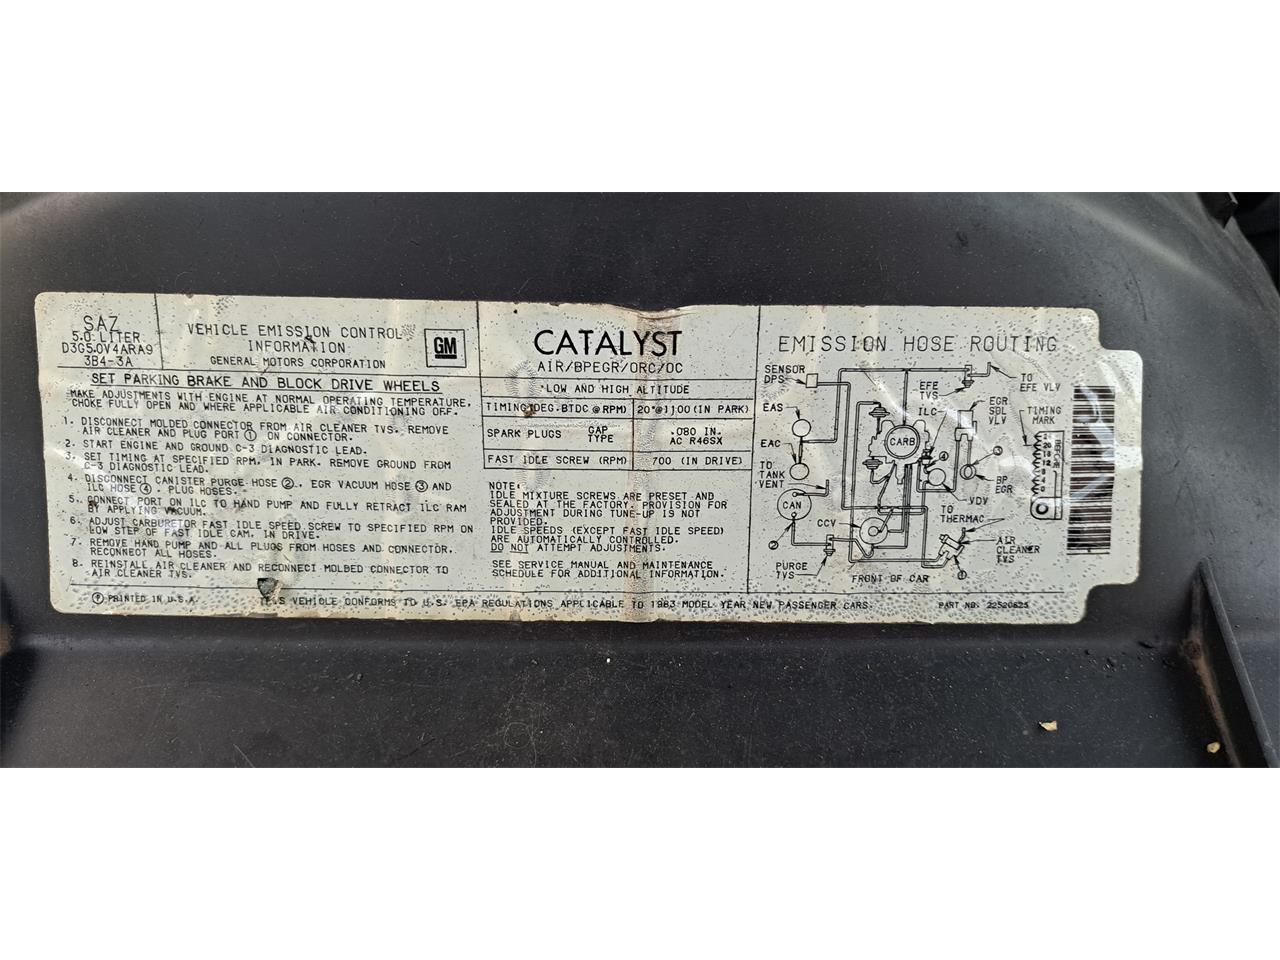 SAZ
5.0 LITER
D3G5.0V4ARA9
3B4-3A
VEHICLE EMISSION CONTROL
INFORMATION
GENERAL MOTORS CORPORATION
GM
SET PARKING BRAKE AND BLOCK DRIVE WHEELS
MAKE ADJUSTMENTS WITH ENGINE AT NORMAL OPERATING TEMPERATURE,
CHOKE FULLY OPEN AND WHERE APPLICABLE AIR CONDITIONING OFF.
1. DISCONNECT MOLDED CONNECTOR FROM AIR CLEANER TVS. REMOVE
AIR CLEANER AND PLUG PORT ① ON CONNECTOR.
2. START ENGINE AND GROUND C-3 DIAGNOSTIC LEAD.
3. SET TIMING AT SPECIFIED RPM, IN PARK. REMOVE GROUND FROM
C-3 DIAGNOSTIC LEAD.
4. DISCONNECT CANISTER PURGE HOSE ②, EGR VACUUM HOSE ③ AND
ILC HOSE ④. PLUG HOSES.
5. CONNECT PORT ON ILC TO HAND PUMP AND FULLY RETRACT ILC RAM
BY APPLYING VACUUM.
6. ADJUST CARBURETOR FAST IDLE SPEED SCREW TO SPECIFIED RPM ON
LOW STEP OF FAST IDLE CAM, IN DRIVE.
7. REMOVE HAND PUMP AND ALL PLUGS FROM HOSES AND CONNECTOR.
RECONNECT ALL HOSES.
8. REINSTALL AIR CLEANER AND RECONNECT MOLDED CONNECTOR TO
AIR CLEANER TVS.
CATALYST
AIR/BPEGR/ORC/OC
LOW AND HIGH ALTITUDE
TIMING(DEG.BTDC @ RPM) 20°@1100(IN PARK)
SPARK PLUGS GAP TYPE .080 IN. AC R46SX
FAST IDLE SCREW (RPM) 700 (IN DRIVE)
NOTE:
IDLE MIXTURE SCREWS ARE PRESET AND
SEALED AT THE FACTORY. PROVISION FOR
ADJUSTMENT DURING TUNE-UP IS NOT
PROVIDED.
IDLE SPEEDS (EXCEPT FAST IDLE SPEED)
ARE AUTOMATICALLY CONTROLLED.
DO NOT ATTEMPT ADJUSTMENTS.
SEE SERVICE MANUAL AND MAINTENANCE
SCHEDULE FOR ADDITIONAL INFORMATION.
EMISSION HOSE ROUTING
SENSOR
DPS
EAS
EAC
TO
TANK
VENT
CAN
②
CCV
PURGE
TVS
EFE
TVS
ILC
CARB
④
FRONT OF CAR
EGR
SDL
VLV
TO
EFE VLV
③
BP
EGR
VDV
TO
THERMAC
AIR
CLEANER
TVS
①
TIMING
MARK
BEFORE
PRINTED IN U.S.A.
VEHICLE CONFORMS TO U.S. EPA REGULATIONS APPLICABLE TO 1983 MODEL YEAR NEW PASSENGER CARS.
PART NO. 22520625